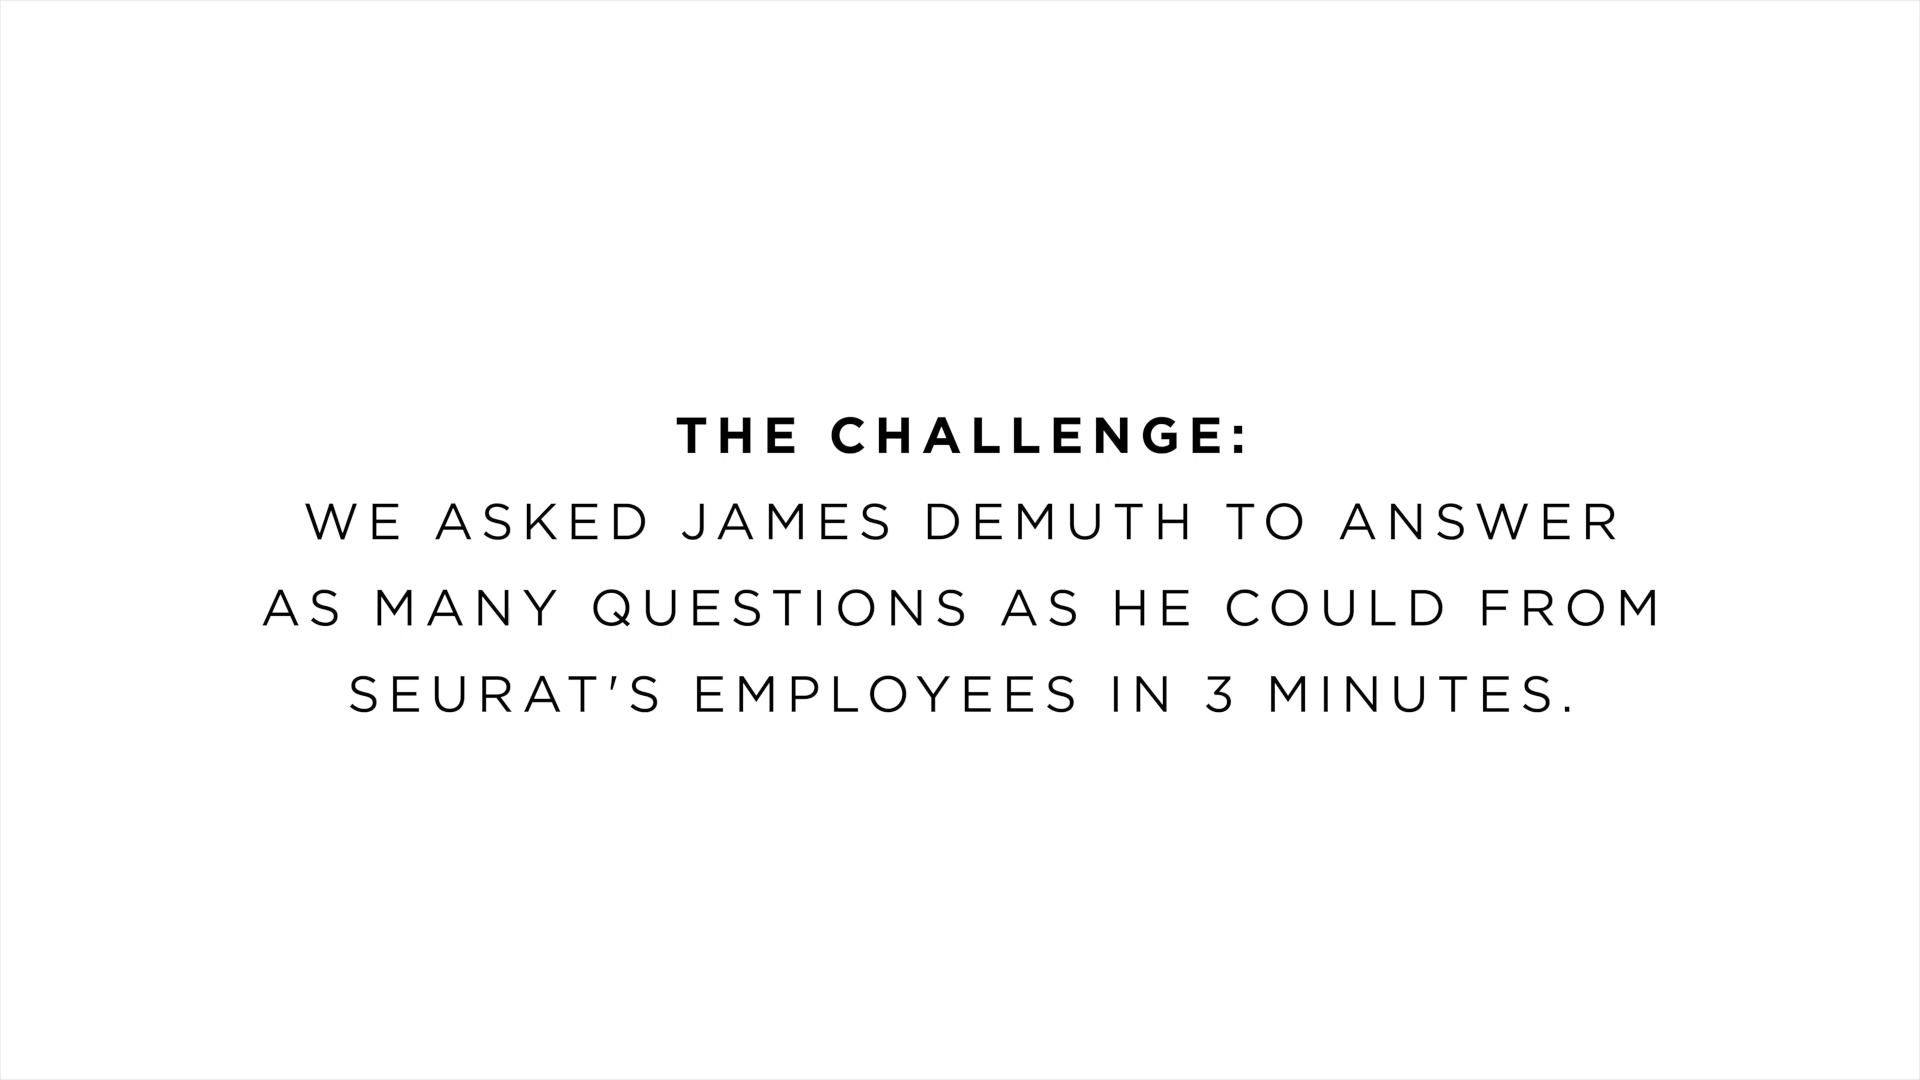 THE CHALLENGE:
WE ASKED JAMES DEMUTH TO ANSWER
AS MANY QUESTIONS AS HE COULD FROM
SEURAT'S EMPLOYEES IN 3 MINUTES.